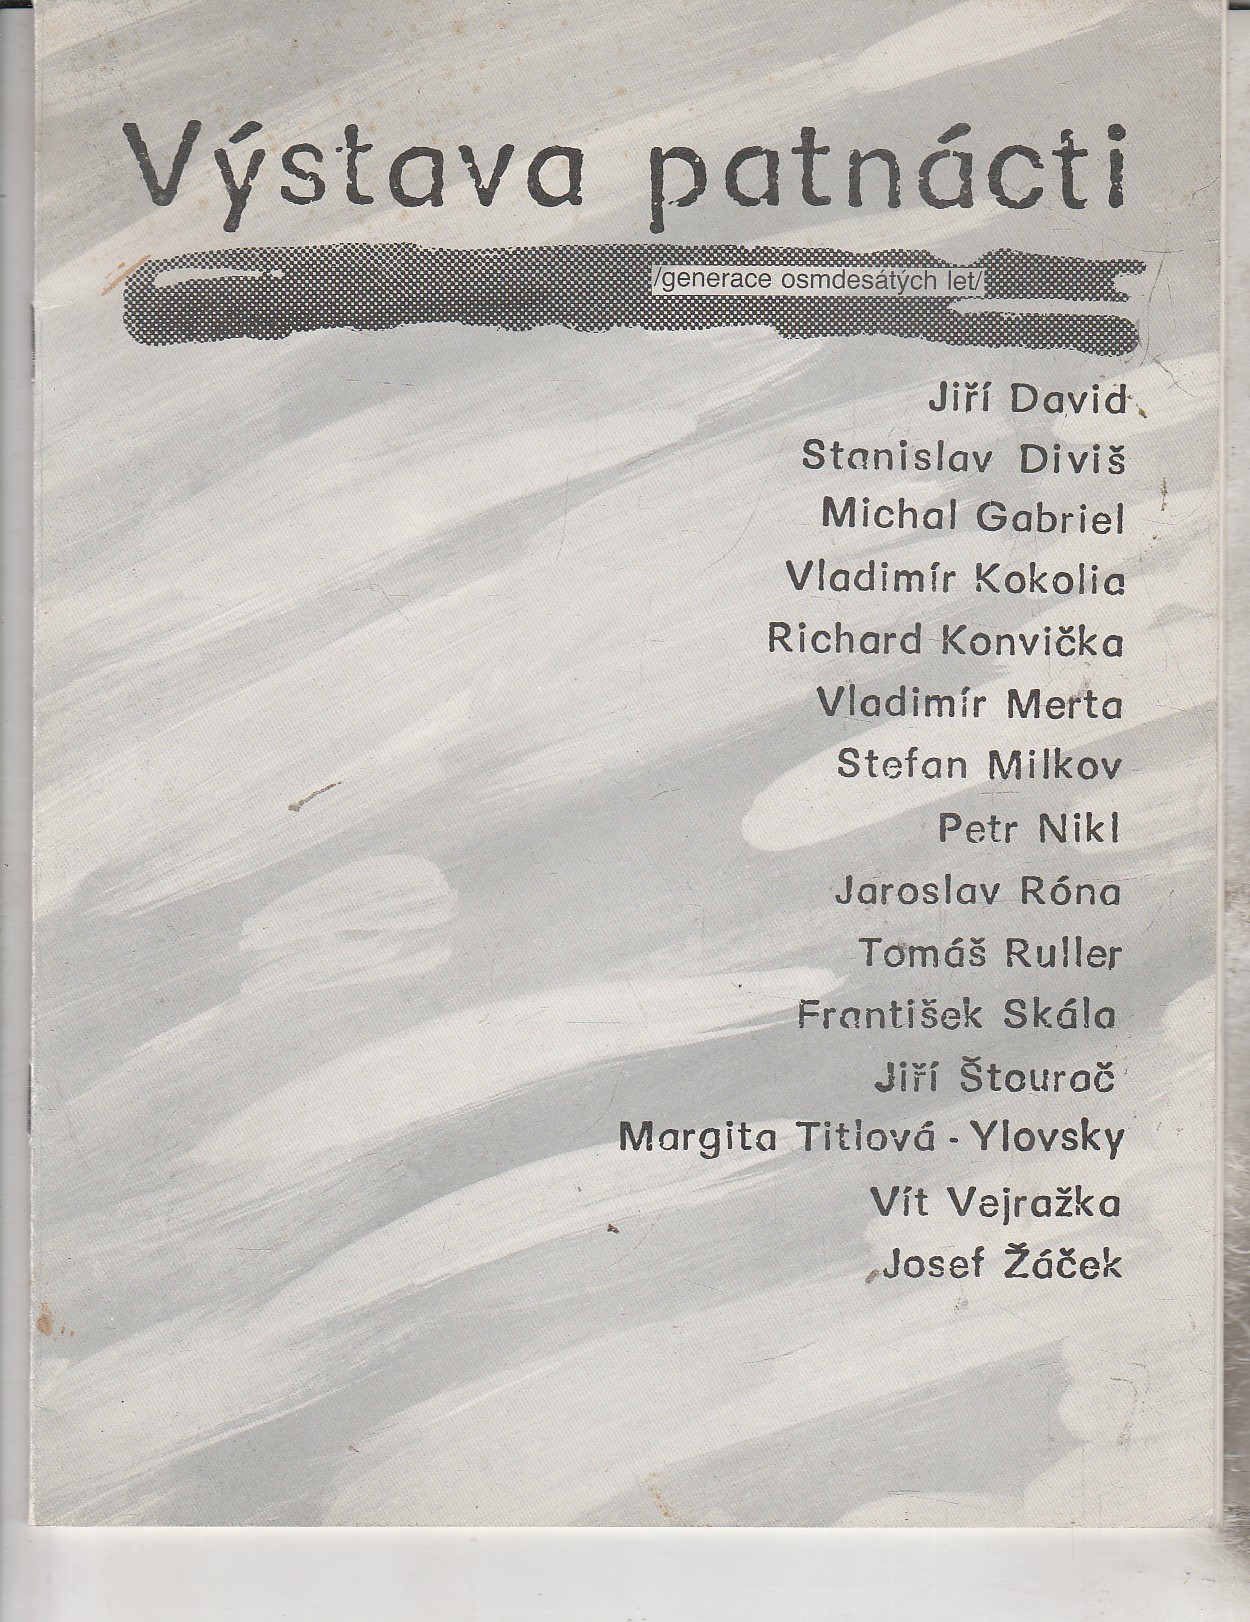 Výstava patnácti
/generace osmdesátých let/
Jiří David
Stanislav Diviš
Michal Gabriel
Vladimír Kokolia
Richard Konvička
Vladimír Merta
Stefan Milkov
Petr Nikl
Jaroslav Róna
Tomáš Ruller
František Skála
Jiří Štourač
Margita Titlová - Ylovsky
Vít Vejražka
Josef Žáček